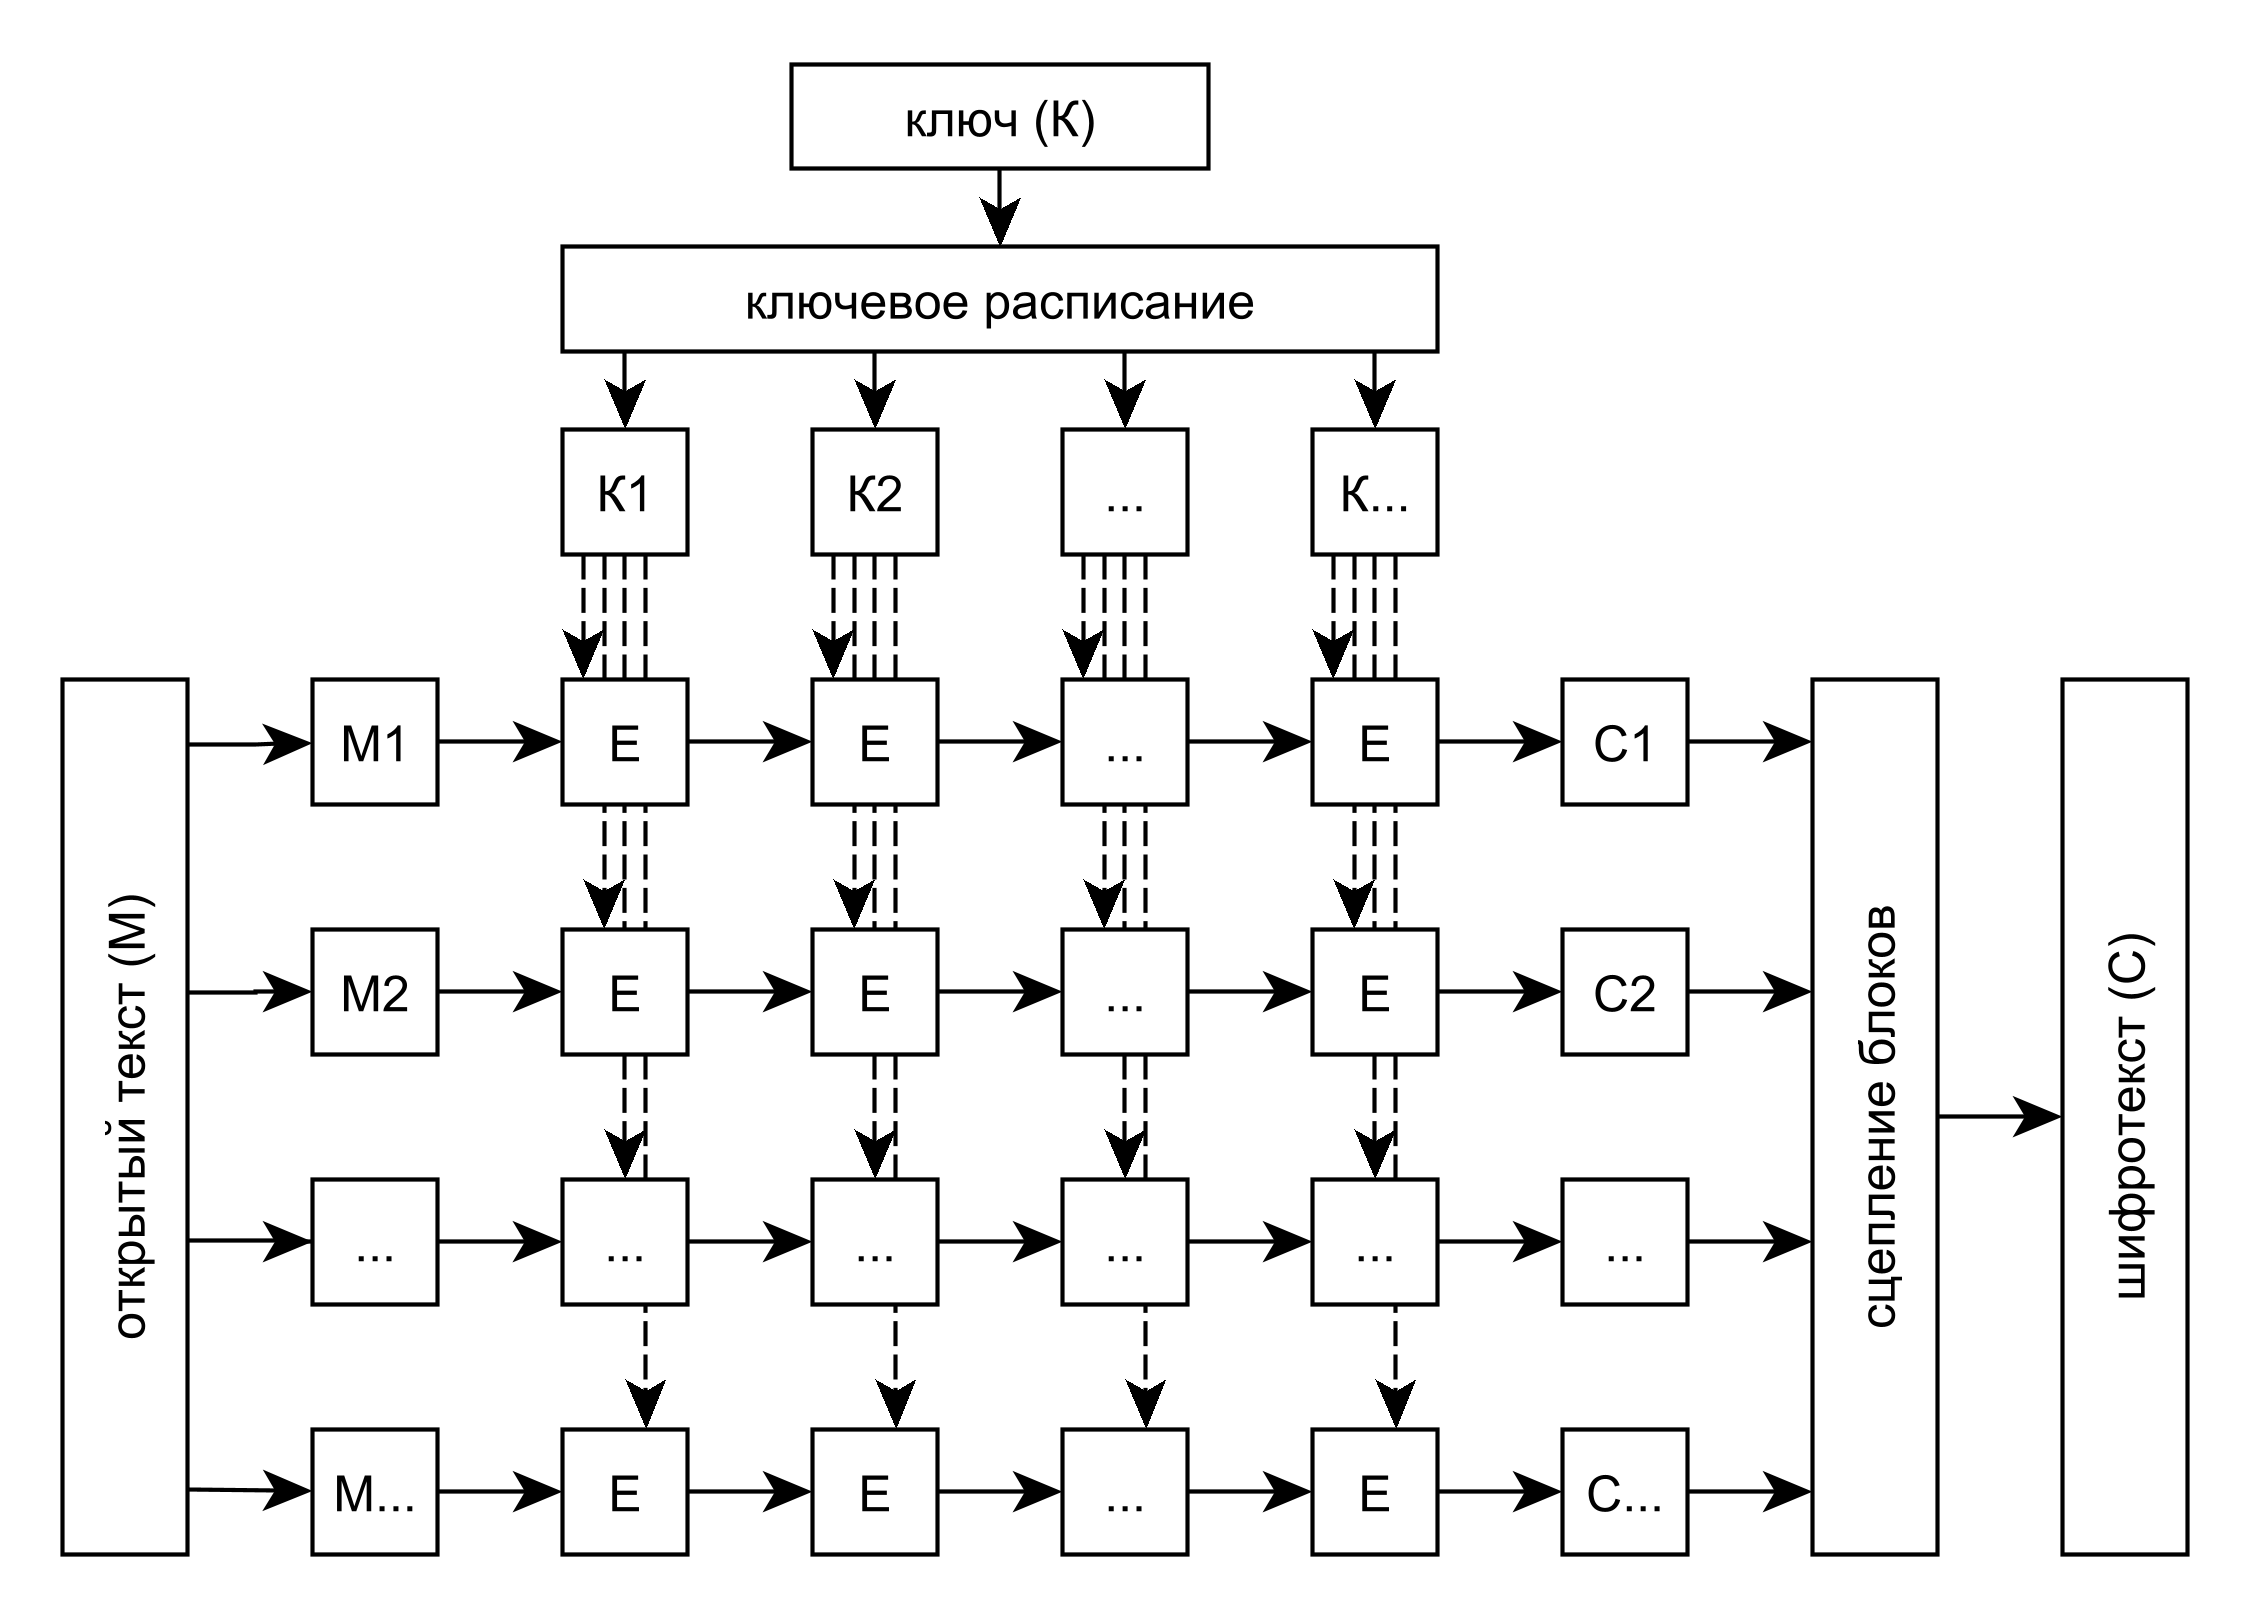 ключ (К)
ключевое расписание
К1 К2 ... К...
открытый текст (М)
М1 Е Е ... Е С1
М2 Е Е ... Е С2
... ... ... ... ... ...
М... Е Е ... Е С...
сцепление блоков
шифротекст (С)